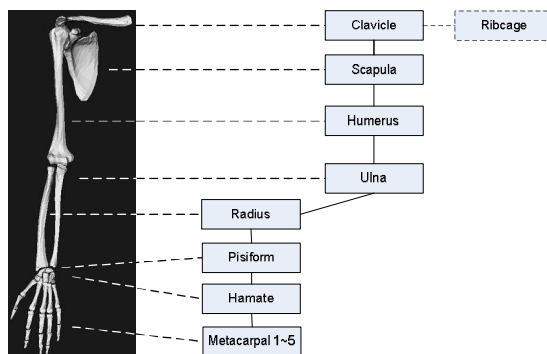 Clavicle
Ribcage
Scapula
Humerus
Ulna
Radius
Pisiform
Hamate
Metacarpal 1~5